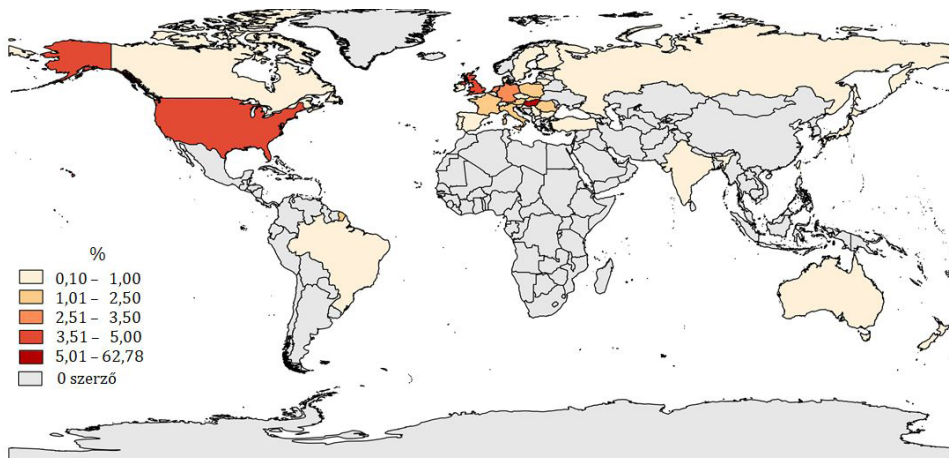 %
0,10 – 1,00
1,01 – 2,50
2,51 – 3,50
3,51 – 5,00
5,01 – 62,78
0 szerző